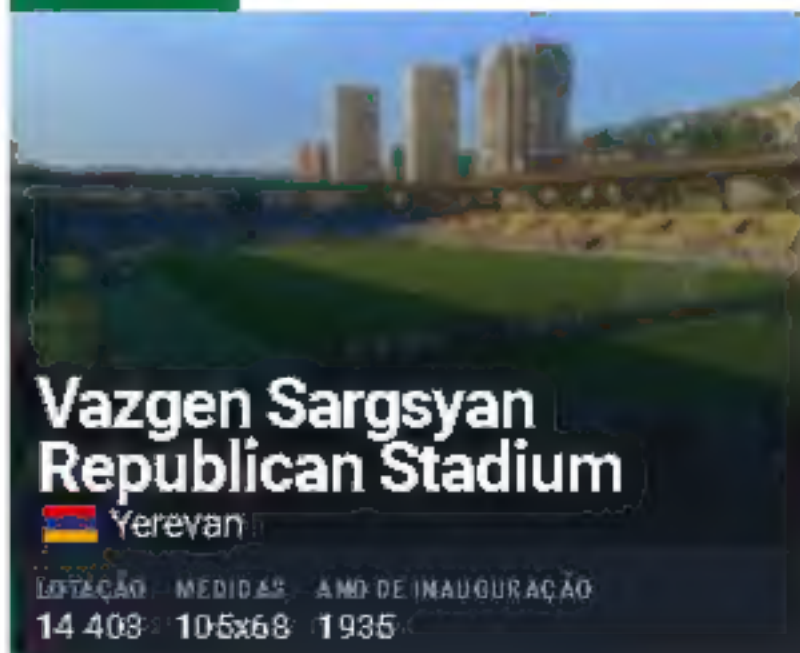 Vazgen Sargsyan
Republican Stadium
Yerevan
LOTAÇÃO MEDIDAS ANO DE INAUGURAÇÃO
14 403 105x68 1935